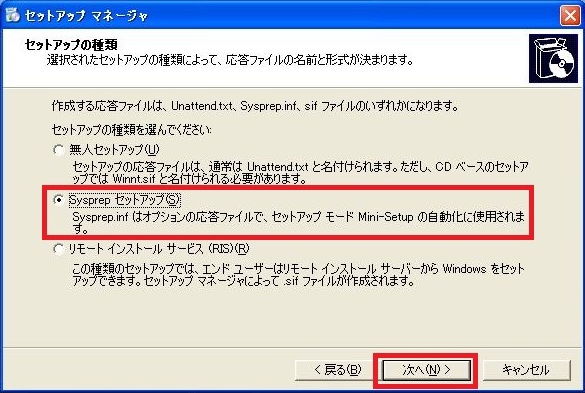 セットアップ マネージャ
セットアップの種類
選択されたセットアップの種類によって、応答ファイルの名前と形式が決まります。
作成する応答ファイルは、Unattend.txt、Sysprep.inf、.sif ファイルのいずれかになります。
セットアップの種類を選んでください:
無人セットアップ(U)
セットアップの応答ファイルは、通常は Unattend.txt と名付けられます。ただし、CD ベースのセットア
ップでは Winnt.sif と名付けられる必要があります。
Sysprep セットアップ(S)
Sysprep.inf はオプションの応答ファイルで、セットアップ モード Mini-Setup の自動化に使用されま
す。
リモート インストール サービス (RIS)(R)
この種類のセットアップでは、エンド ユーザーはリモート インストール サーバーから Windows をセット
アップできます。セットアップ マネージャによって .sif ファイルが作成されます。
< 戻る(B)
次へ(N) >
キャンセル